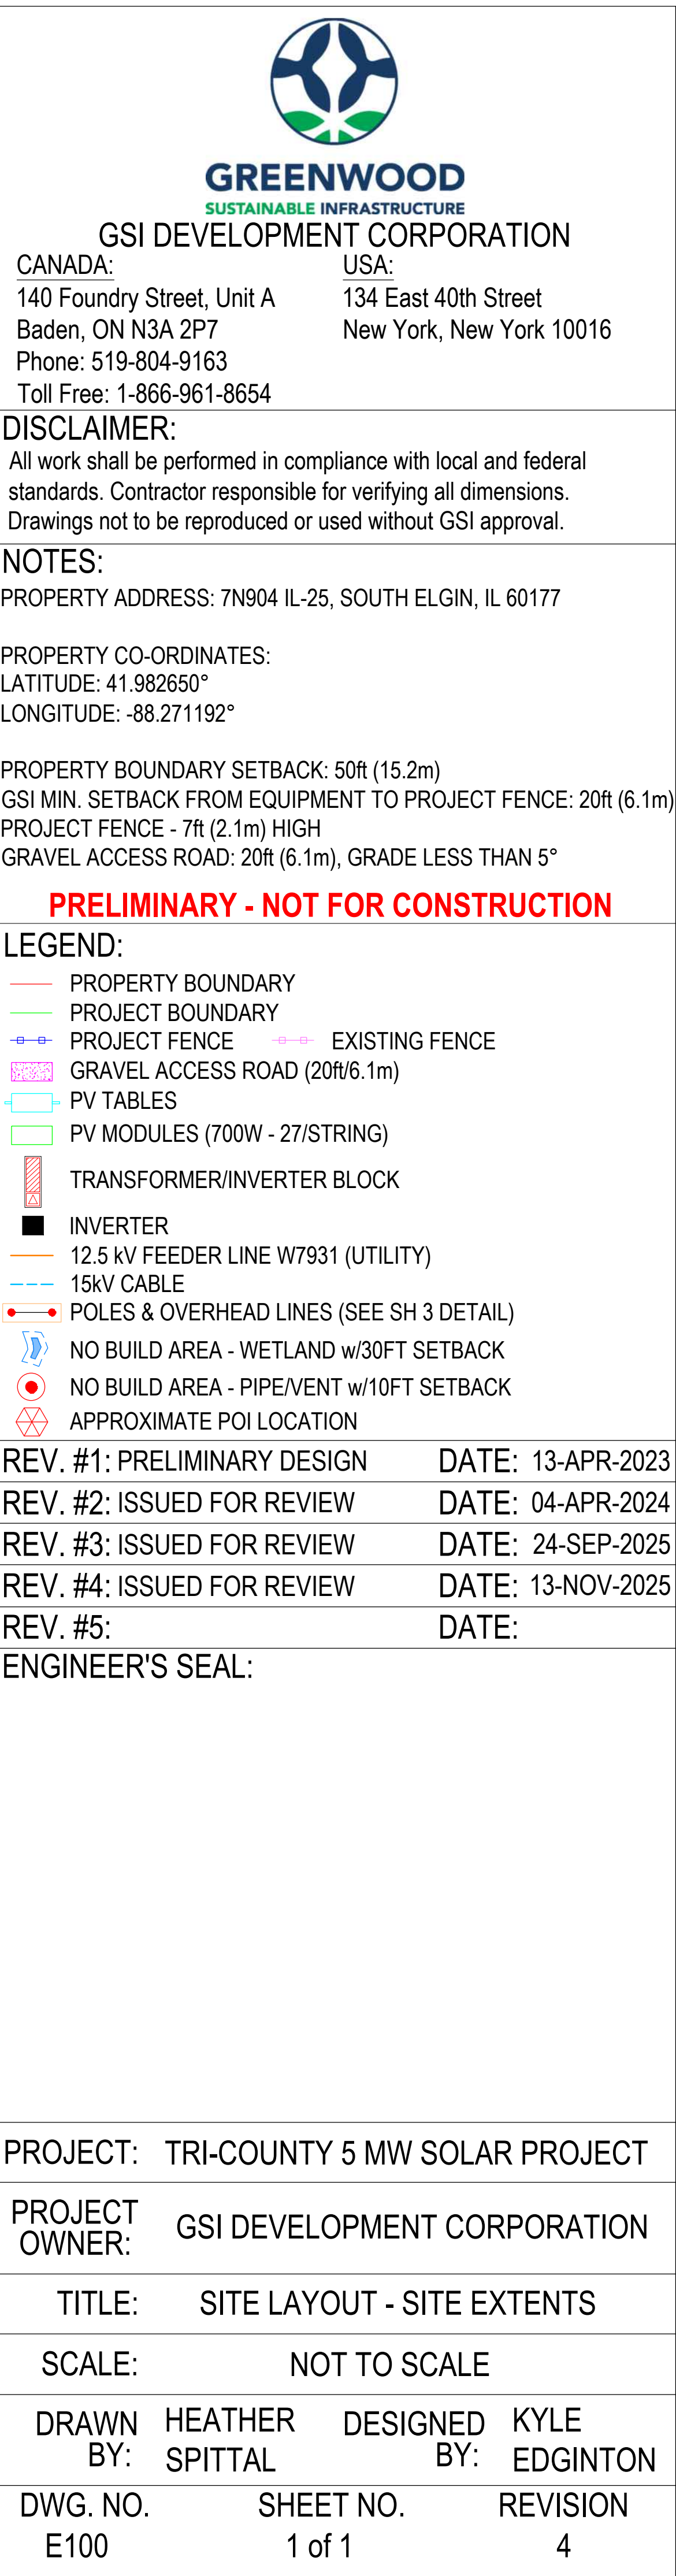 GREENWOOD
SUSTAINABLE INFRASTRUCTURE
GSI DEVELOPMENT CORPORATION
CANADA:
140 Foundry Street, Unit A
Baden, ON N3A 2P7
Phone: 519-804-9163
Toll Free: 1-866-961-8654
USA:
134 East 40th Street
New York, New York 10016
DISCLAIMER:
All work shall be performed in compliance with local and federal
standards. Contractor responsible for verifying all dimensions.
Drawings not to be reproduced or used without GSI approval.
NOTES:
PROPERTY ADDRESS: 7N904 IL-25, SOUTH ELGIN, IL 60177
PROPERTY CO-ORDINATES:
LATITUDE: 41.982650°
LONGITUDE: -88.271192°
PROPERTY BOUNDARY SETBACK: 50ft (15.2m)
GSI MIN. SETBACK FROM EQUIPMENT TO PROJECT FENCE: 20ft (6.1m)
PROJECT FENCE - 7ft (2.1m) HIGH
GRAVEL ACCESS ROAD: 20ft (6.1m), GRADE LESS THAN 5°
PRELIMINARY - NOT FOR CONSTRUCTION
LEGEND:
PROPERTY BOUNDARY
PROJECT BOUNDARY
PROJECT FENCE EXISTING FENCE
GRAVEL ACCESS ROAD (20ft/6.1m)
PV TABLES
PV MODULES (700W - 27/STRING)
TRANSFORMER/INVERTER BLOCK
INVERTER
12.5 kV FEEDER LINE W7931 (UTILITY)
15kV CABLE
POLES & OVERHEAD LINES (SEE SH 3 DETAIL)
NO BUILD AREA - WETLAND w/30FT SETBACK
NO BUILD AREA - PIPE/VENT w/10FT SETBACK
APPROXIMATE POI LOCATION
REV. #1: PRELIMINARY DESIGN DATE: 13-APR-2023
REV. #2: ISSUED FOR REVIEW DATE: 04-APR-2024
REV. #3: ISSUED FOR REVIEW DATE: 24-SEP-2025
REV. #4: ISSUED FOR REVIEW DATE: 13-NOV-2025
REV. #5: DATE:
ENGINEER'S SEAL:
PROJECT: TRI-COUNTY 5 MW SOLAR PROJECT
PROJECT
OWNER: GSI DEVELOPMENT CORPORATION
TITLE: SITE LAYOUT - SITE EXTENTS
SCALE: NOT TO SCALE
DRAWN
BY:
HEATHER
SPITTAL
DESIGNED
BY:
KYLE
EDGINTON
DWG. NO. SHEET NO. REVISION
E100 1 of 1 4